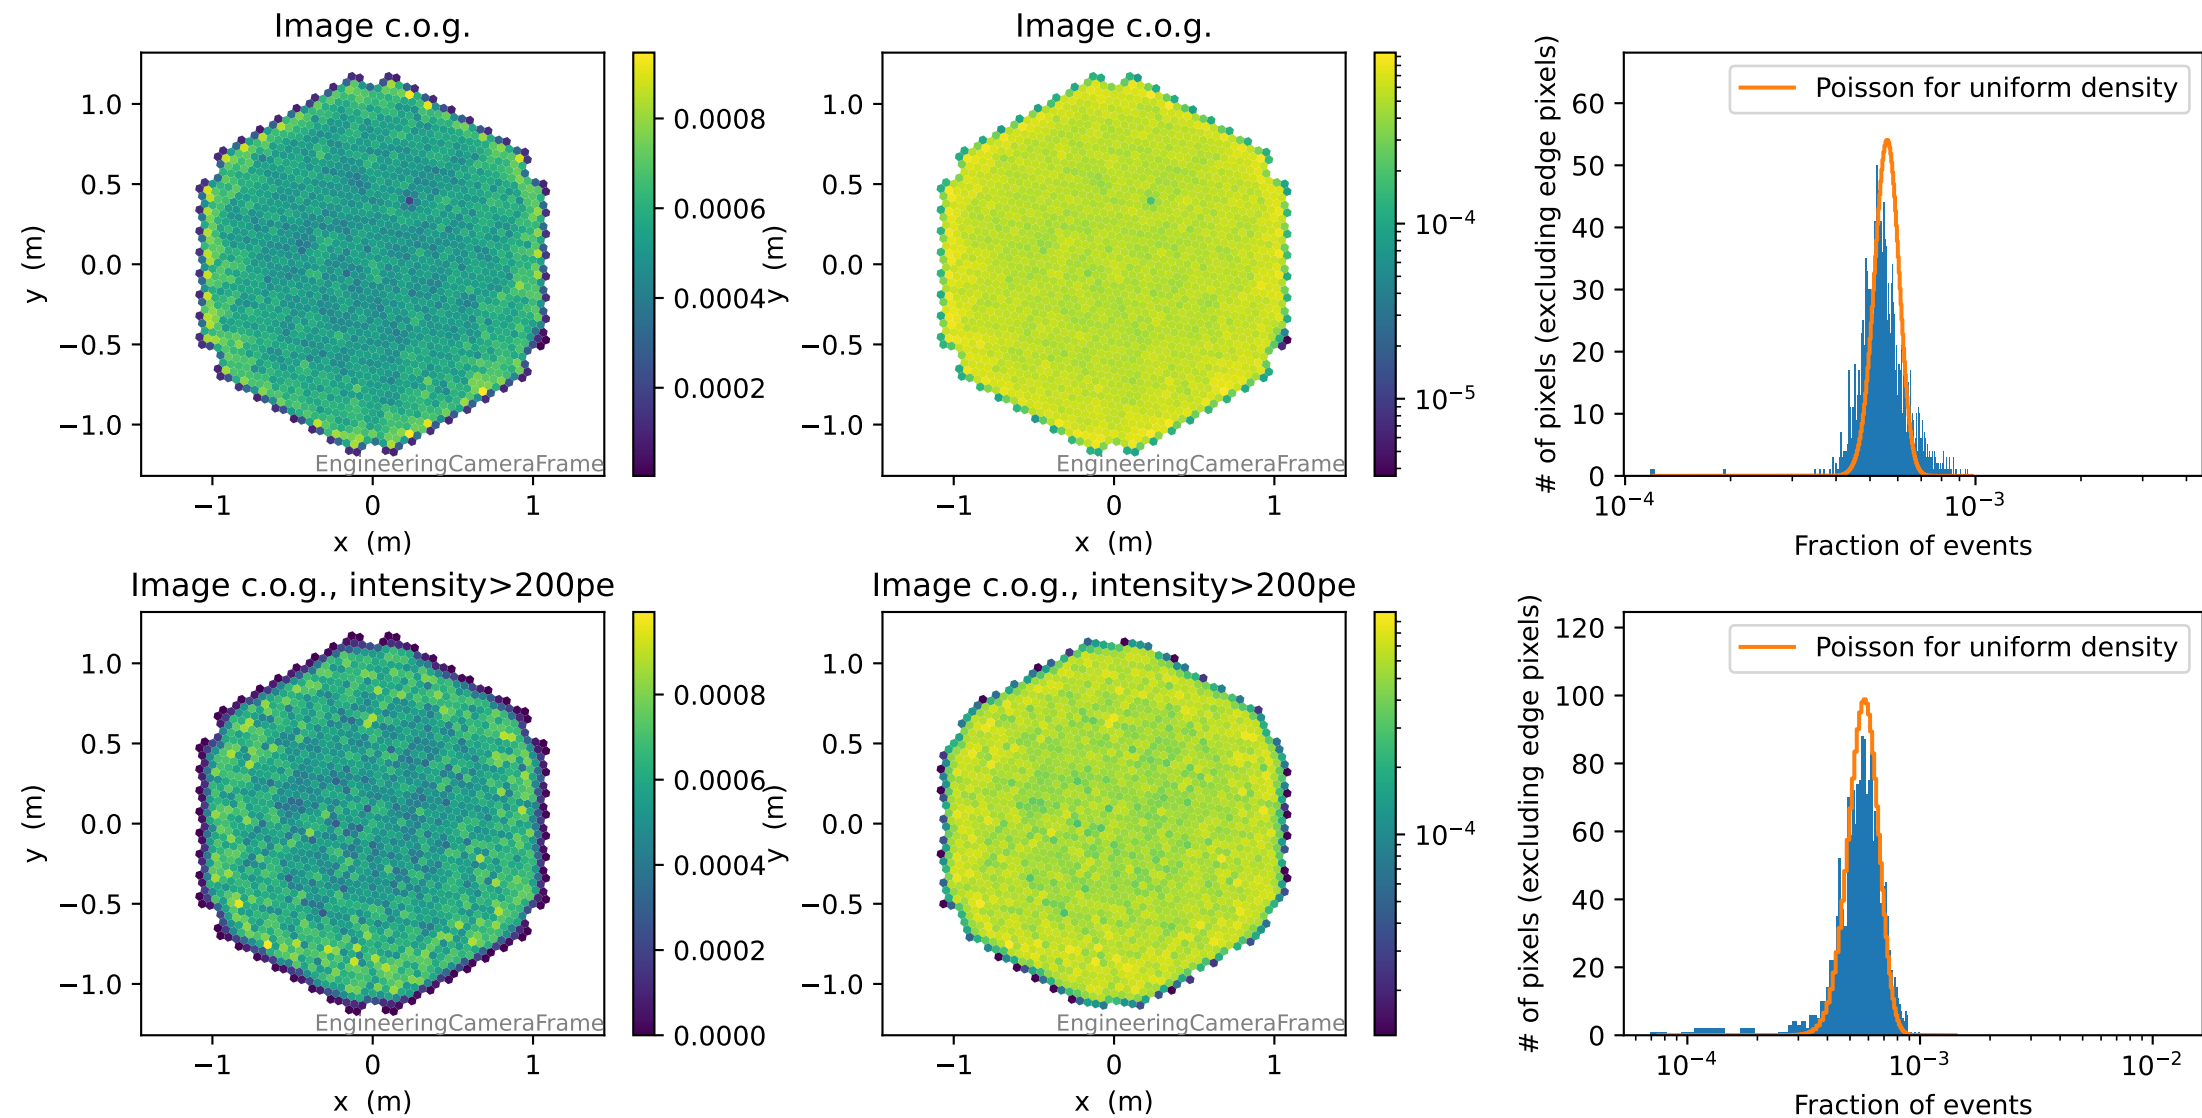 Image c.o.g.
y (m)
1.0
0.5
0.0
−0.5
−1.0
−1
0
1
x (m)
EngineeringCameraFrame
0.0008
0.0006
0.0004
0.0002
Image c.o.g.
y (m)
1.0
0.5
0.0
−0.5
−1.0
−1
0
1
x (m)
EngineeringCameraFrame
10−4
10−5
# of pixels (excluding edge pixels)
60
50
40
30
20
10
0
Poisson for uniform density
10−4
10−3
Fraction of events
Image c.o.g., intensity>200pe
y (m)
1.0
0.5
0.0
−0.5
−1.0
−1
0
1
x (m)
EngineeringCameraFrame
0.0008
0.0006
0.0004
0.0002
0.0000
Image c.o.g., intensity>200pe
y (m)
1.0
0.5
0.0
−0.5
−1.0
−1
0
1
x (m)
EngineeringCameraFrame
10−4
# of pixels (excluding edge pixels)
120
100
80
60
40
20
0
Poisson for uniform density
10−4
10−3
10−2
Fraction of events